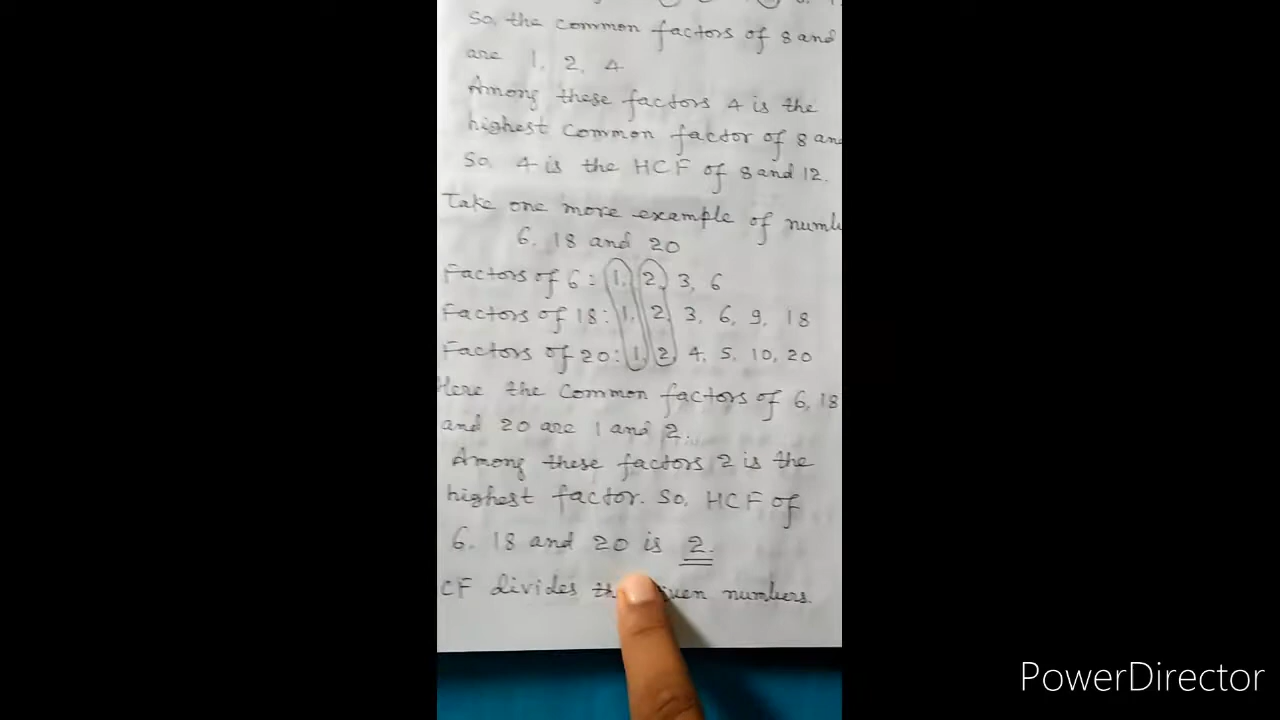 So, the common factors of 8 and
are 1, 2, 4
Among these factors 4 is the
highest common factor of 8 and
So, 4 is the HCF of 8 and 12.
Take one more example of numb
6, 18 and 20
Factors of 6: 1, 2, 3, 6
Factors of 18: 1, 2, 3, 6, 9, 18
Factors of 20: 1, 2, 4, 5, 10, 20
Here the Common factors of 6, 18
and 20 are 1 and 2.
Among these factors 2 is the
highest factor. So, HCF of
6, 18 and 20 is 2.
CF divides the given numbers.
PowerDirector